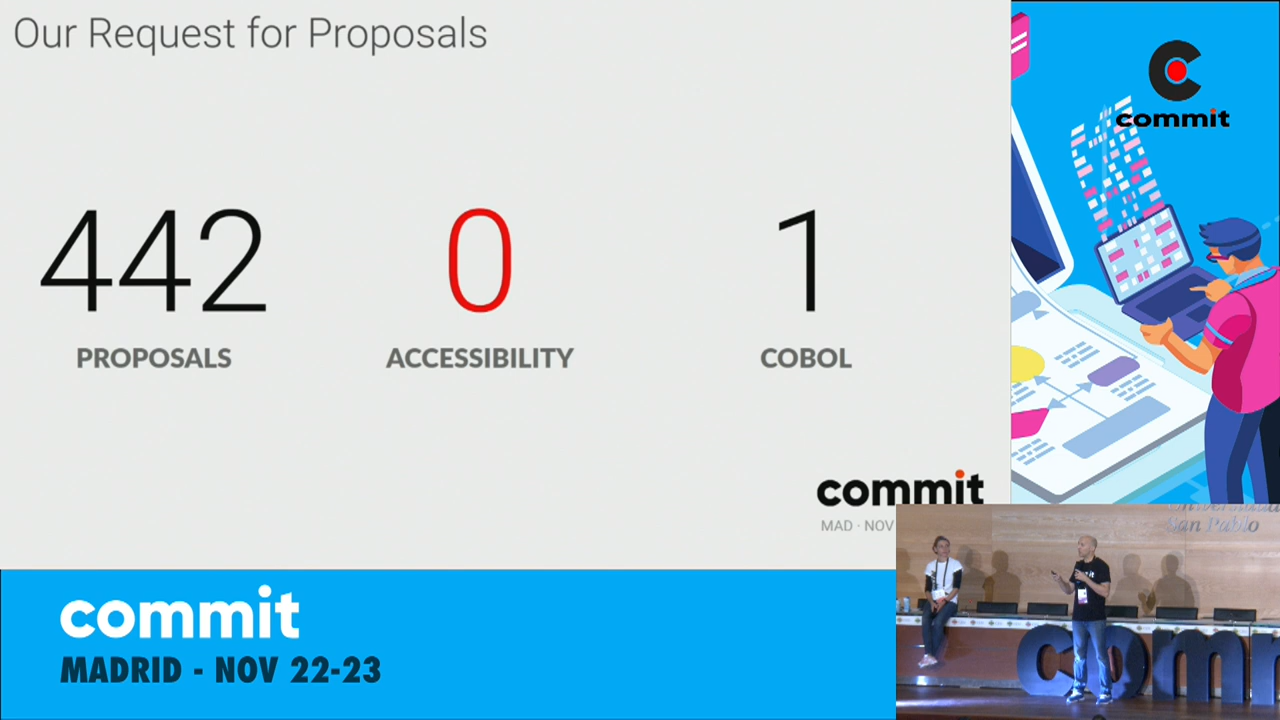 Our Request for Proposals
442
PROPOSALS
0
ACCESSIBILITY
1
COBOL
commit
MAD · NOV
commit
commit
MADRID - NOV 22-23
San Pablo
com